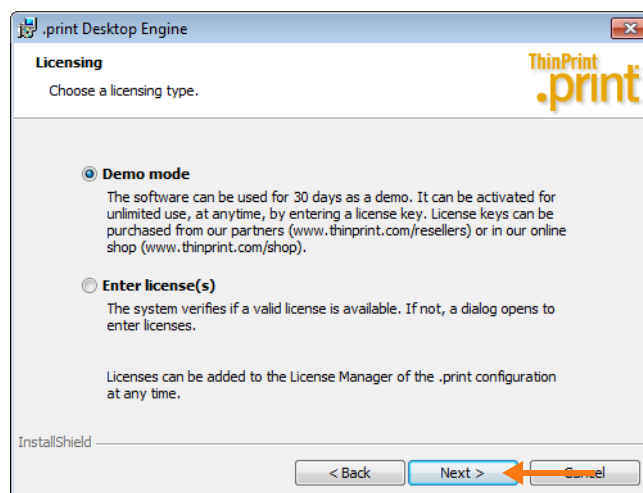 .print Desktop Engine
Licensing
Choose a licensing type.
ThinPrint
.print
Demo mode
The software can be used for 30 days as a demo. It can be activated for
unlimited use, at anytime, by entering a license key. License keys can be
purchased from our partners (www.thinprint.com/resellers) or in our online
shop (www.thinprint.com/shop).
Enter license(s)
The system verifies if a valid license is available. If not, a dialog opens to
enter licenses.
Licenses can be added to the License Manager of the .print configuration
at any time.
InstallShield
< Back Next > Cancel